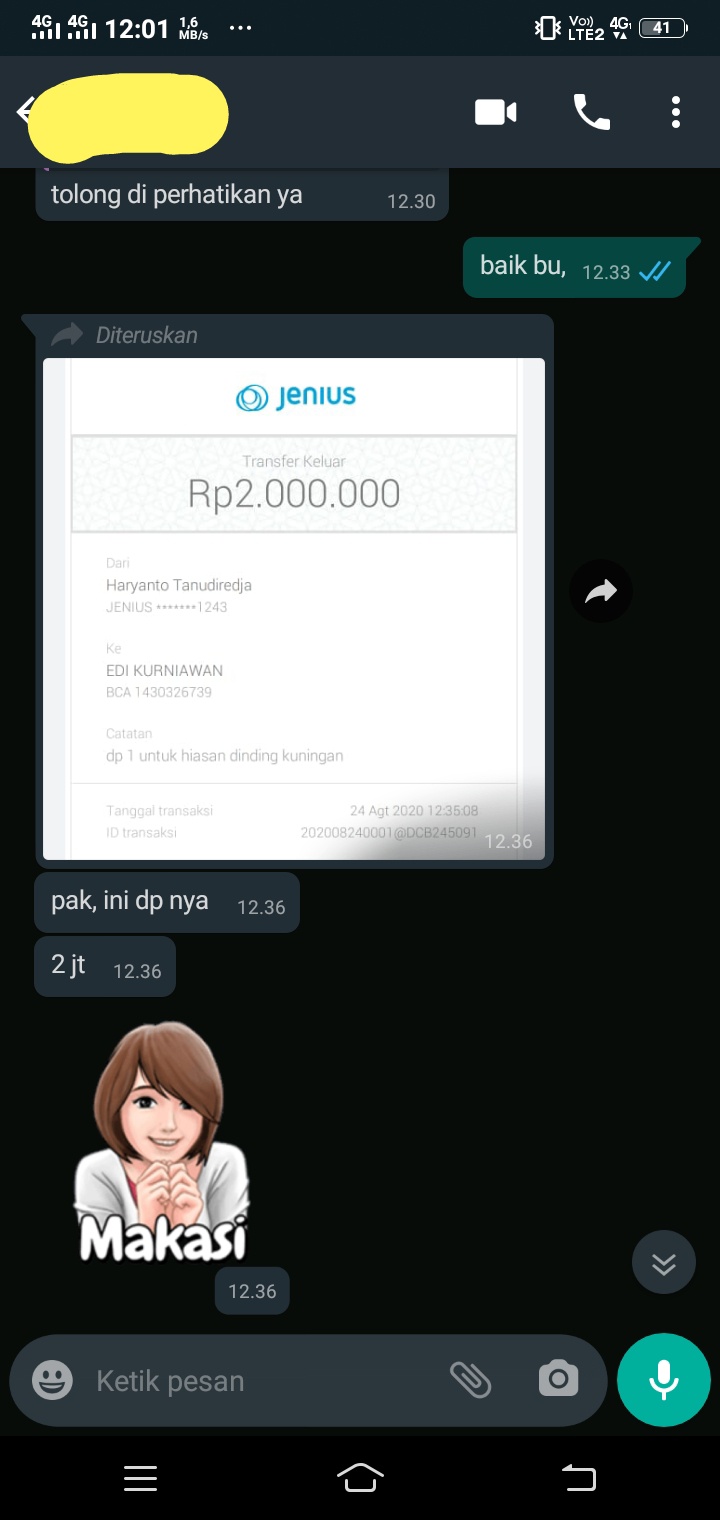 4G 4G 12:01 1,6 MB/s ... Vo)) LTE2 4G 41
tolong di perhatikan ya 12.30
baik bu, 12.33
Diteruskan
Jenius
Transfer Keluar
Rp2.000.000
Dari
Haryanto Tanudiredja
JENIUS *******1243
Ke
EDI KURNIAWAN
BCA 1430326739
Catatan
dp 1 untuk hiasan dinding kuningan
Tanggal transaksi 24 Agt 2020 12:35:08
ID transaksi 202008240001@DCB245091
12.36
pak, ini dp nya 12.36
2 jt 12.36
Makasi
12.36
Ketik pesan